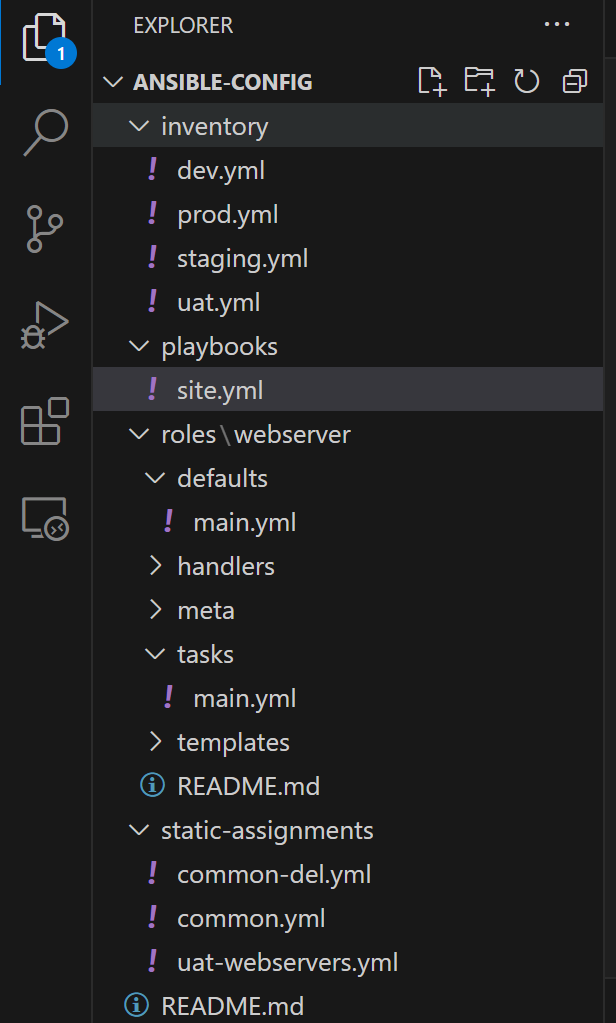 EXPLORER
1
ANSIBLE-CONFIG
inventory
! dev.yml
! prod.yml
! staging.yml
! uat.yml
playbooks
! site.yml
roles\webserver
defaults
! main.yml
handlers
meta
tasks
! main.yml
templates
README.md
static-assignments
! common-del.yml
! common.yml
! uat-webservers.yml
README.md